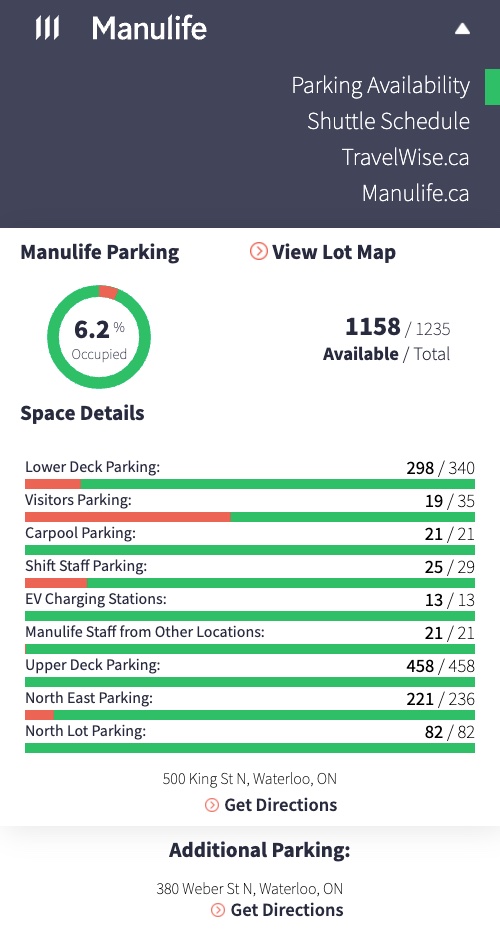 Manulife
Parking Availability
Shuttle Schedule
TravelWise.ca
Manulife.ca
Manulife Parking
View Lot Map
6.2 %
Occupied
1158 / 1235
Available / Total
Space Details
Lower Deck Parking: 298 / 340
Visitors Parking: 19 / 35
Carpool Parking: 21 / 21
Shift Staff Parking: 25 / 29
EV Charging Stations: 13 / 13
Manulife Staff from Other Locations: 21 / 21
Upper Deck Parking: 458 / 458
North East Parking: 221 / 236
North Lot Parking: 82 / 82
500 King St N, Waterloo, ON
Get Directions
Additional Parking:
380 Weber St N, Waterloo, ON
Get Directions